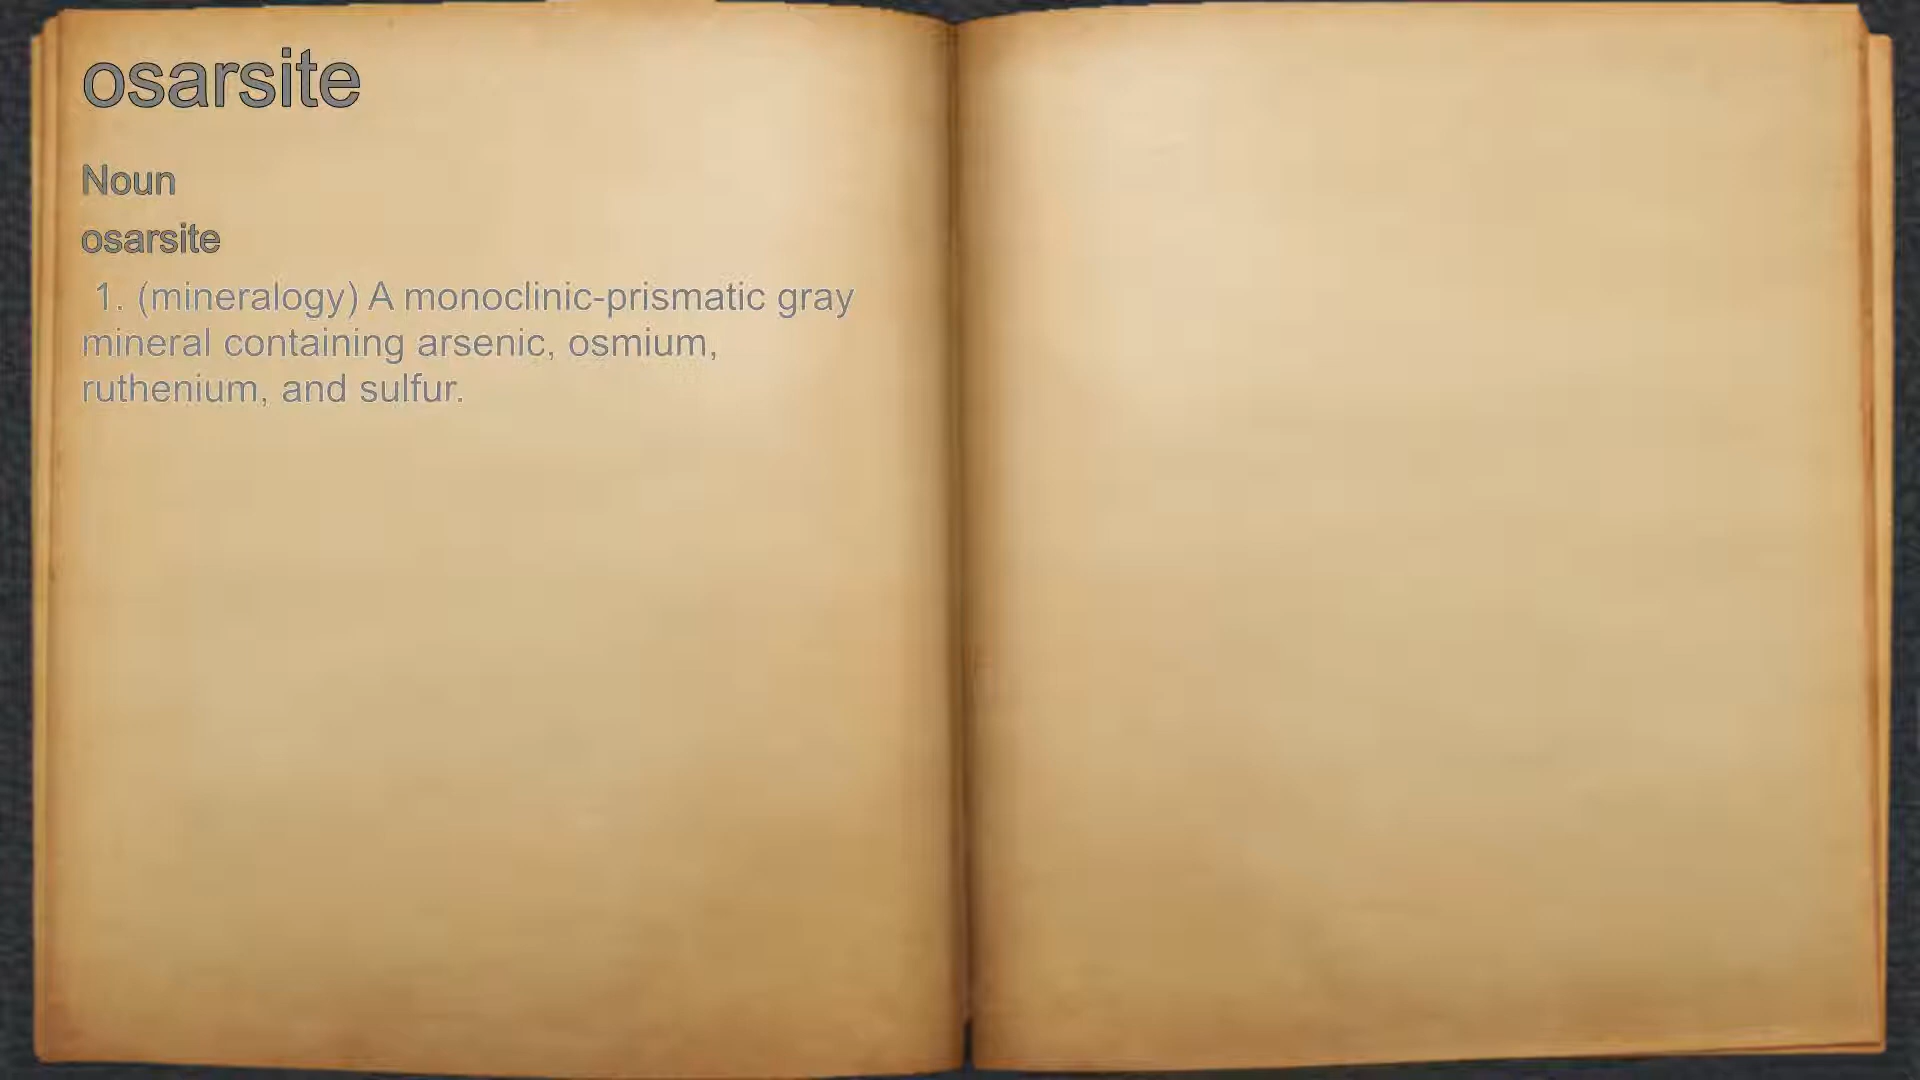 osarsite
Noun
osarsite
1. (mineralogy) A monoclinic-prismatic gray
mineral containing arsenic, osmium,
ruthenium, and sulfur.